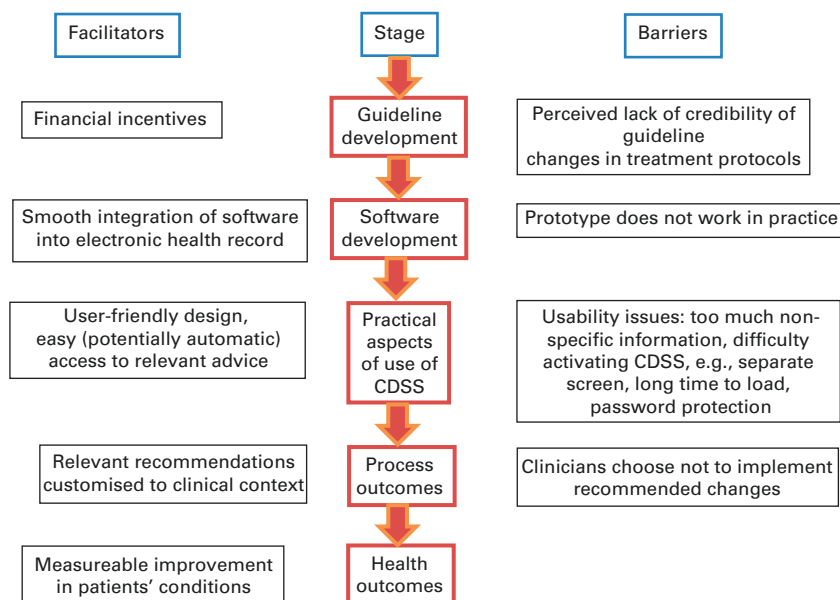 Facilitators
Stage
Barriers
Financial incentives
Guideline
development
Perceived lack of credibility of
guideline
changes in treatment protocols
Smooth integration of software
into electronic health record
Software
development
Prototype does not work in practice
User-friendly design,
easy (potentially automatic)
access to relevant advice
Practical
aspects
of use of
CDSS
Usability issues: too much non-
specific information, difficulty
activating CDSS, e.g., separate
screen, long time to load,
password protection
Relevant recommendations
customised to clinical context
Process
outcomes
Clinicians choose not to implement
recommended changes
Measureable improvement
in patients’ conditions
Health
outcomes